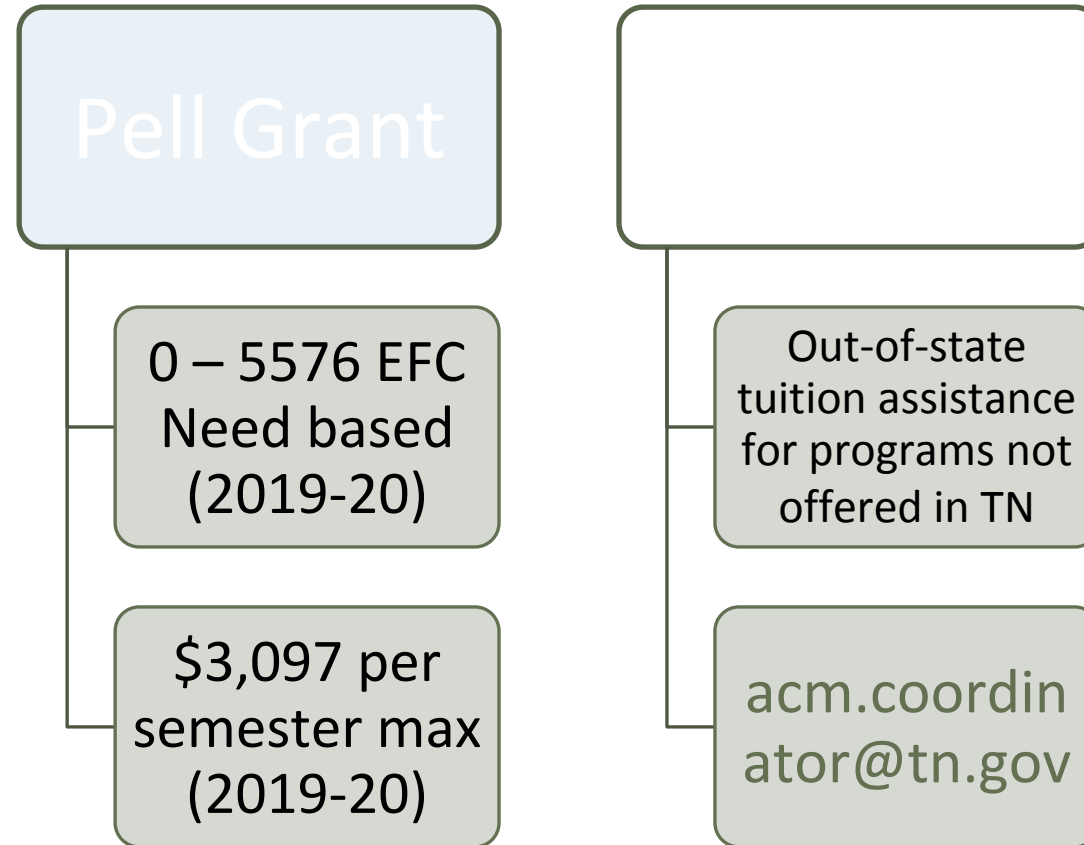 Pell Grant
0 – 5576 EFC
Need based
(2019-20)
$3,097 per
semester max
(2019-20)
Out-of-state
tuition assistance
for programs not
offered in TN
acm.coordin
ator@tn.gov